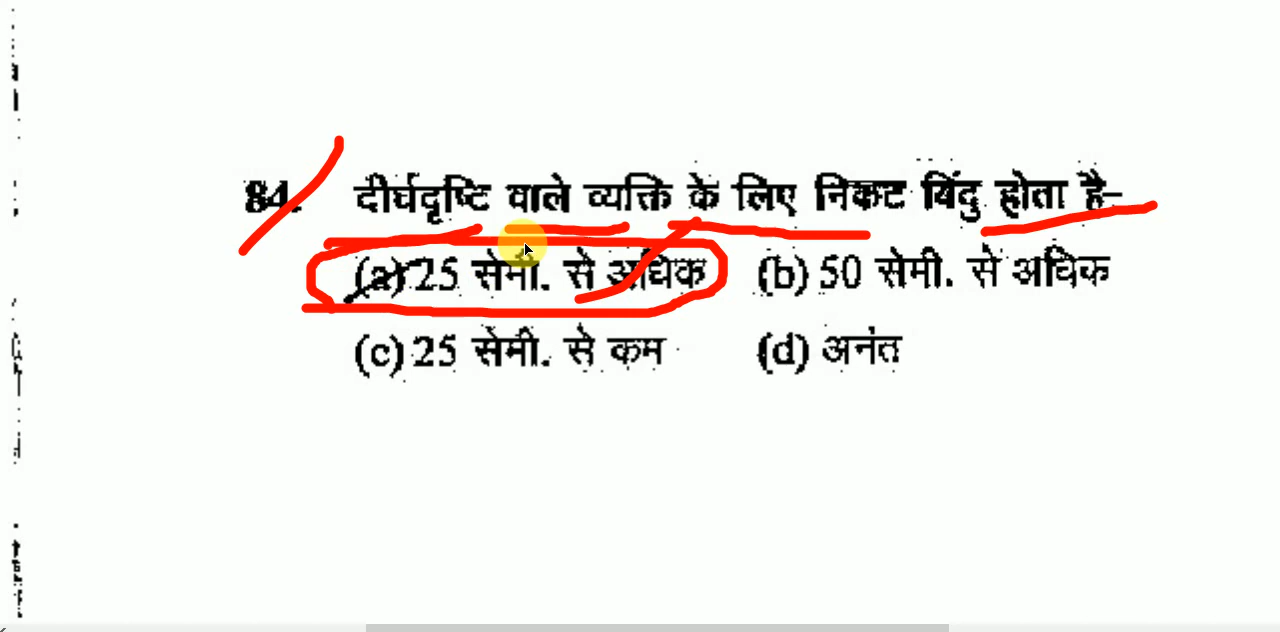 84. दीर्घदृष्टि वाले व्यक्ति के लिए निकट बिंदु होता है-
(a) 25 सेमी. से अधिक (b) 50 सेमी. से अधिक
(c) 25 सेमी. से कम (d) अनंत